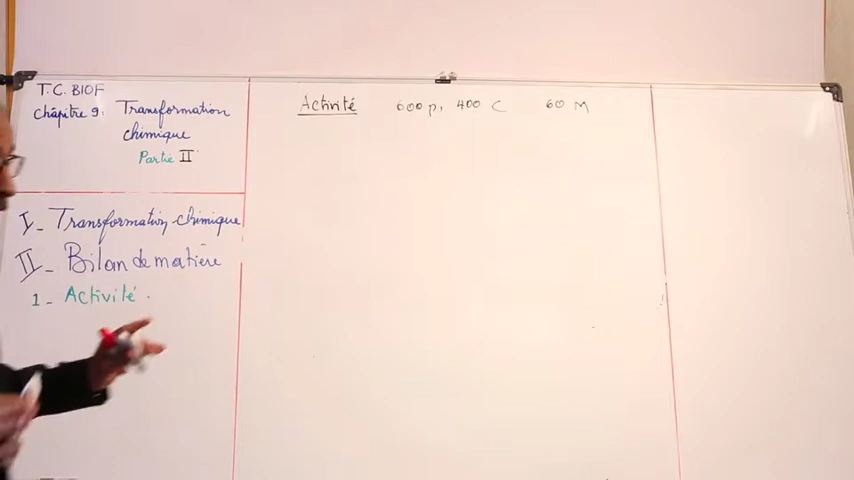 T.C. BIOF
chapitre 9: Transformation
chimique
Partie II
I- Transformation chimique
II- Bilan de matière
1- Activité
Activité 600 p, 400 C 60 M